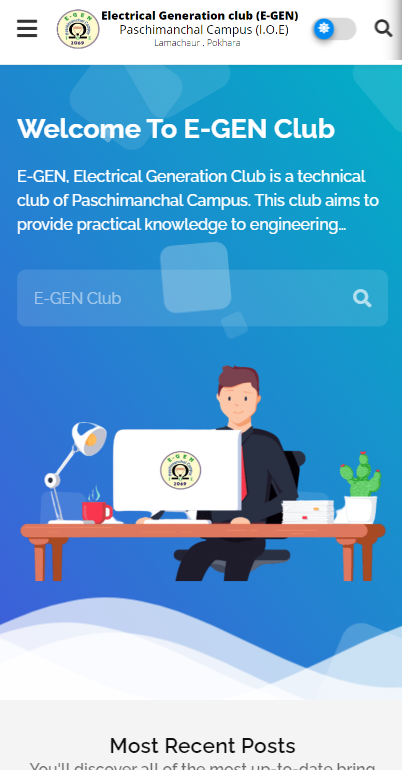 Electrical Generation club (E-GEN)
Paschimanchal Campus (I.O.E)
Lamachaur , Pokhara
E-GEN
2069
Welcome To E-GEN Club
E-GEN, Electrical Generation Club is a technical
club of Paschimanchal Campus. This club aims to
provide practical knowledge to engineering...
E-GEN Club
E-GEN
2069
Most Recent Posts
You'll discover all of the most up-to-date bring